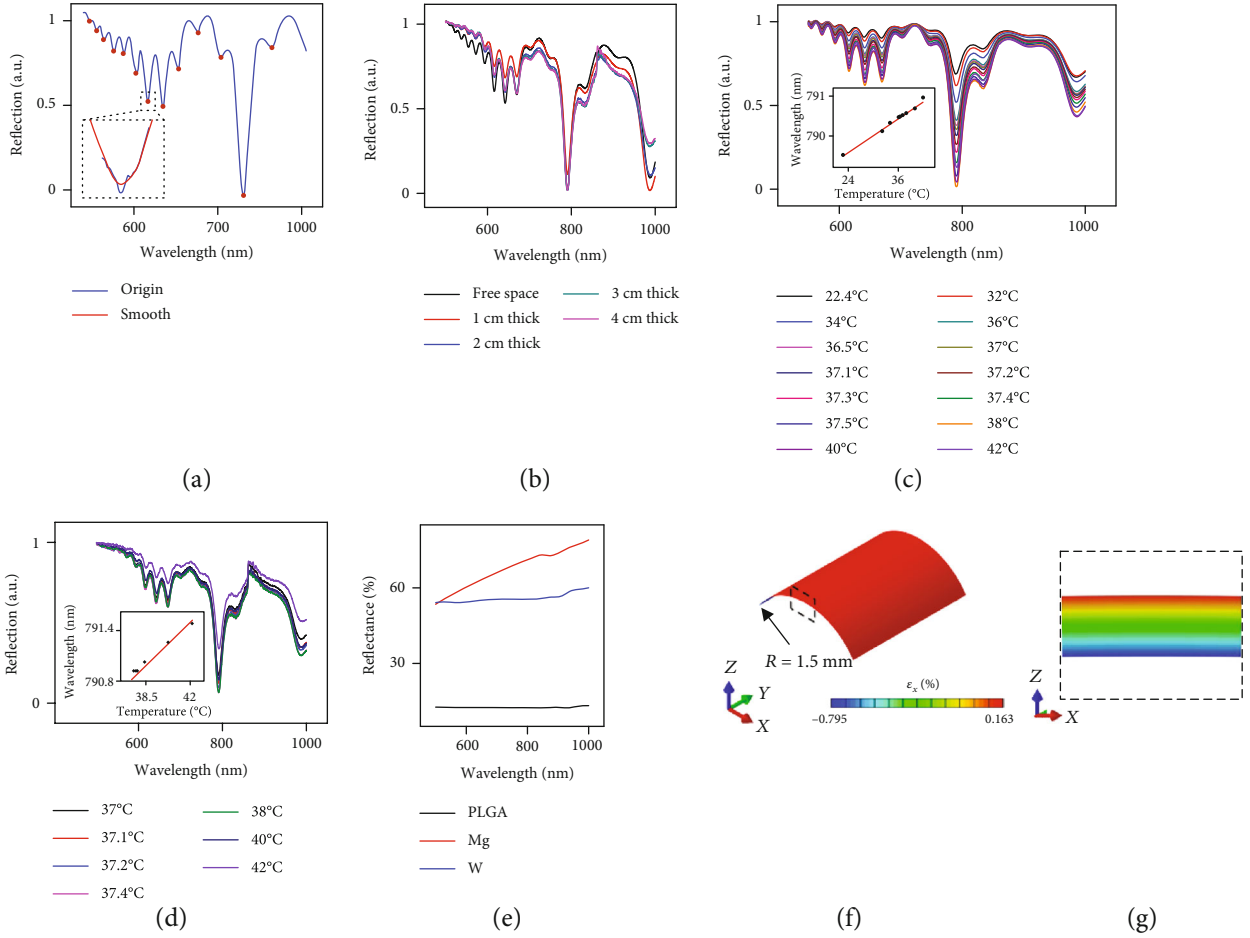 1
0.5
0
Reflection (a.u.)
600
700
1000
Wavelength (nm)
Origin
Smooth
(a)
1
0.5
0
Reflection (a.u.)
600
800
1000
Wavelength (nm)
Free space
3 cm thick
1 cm thick
4 cm thick
2 cm thick
(b)
1
0.5
0
Reflection (a.u.)
791
790
Wavelength (nm)
24
36
Temperature (°C)
600
800
1000
Wavelength (nm)
22.4°C
32°C
34°C
36°C
36.5°C
37°C
37.1°C
37.2°C
37.3°C
37.4°C
37.5°C
38°C
40°C
42°C
(c)
1
0
Reflection (a.u.)
791.4
790.8
Wavelength (nm)
38.5
42
Temperature (°C)
600
800
1000
Wavelength (nm)
37°C
38°C
37.1°C
40°C
37.2°C
42°C
37.4°C
(d)
60
30
Reflectance (%)
600
800
1000
Wavelength (nm)
PLGA
Mg
W
(e)
R = 1.5 mm
Z
Y
X
εx (%)
–0.795
0.163
(f)
Z
X
(g)